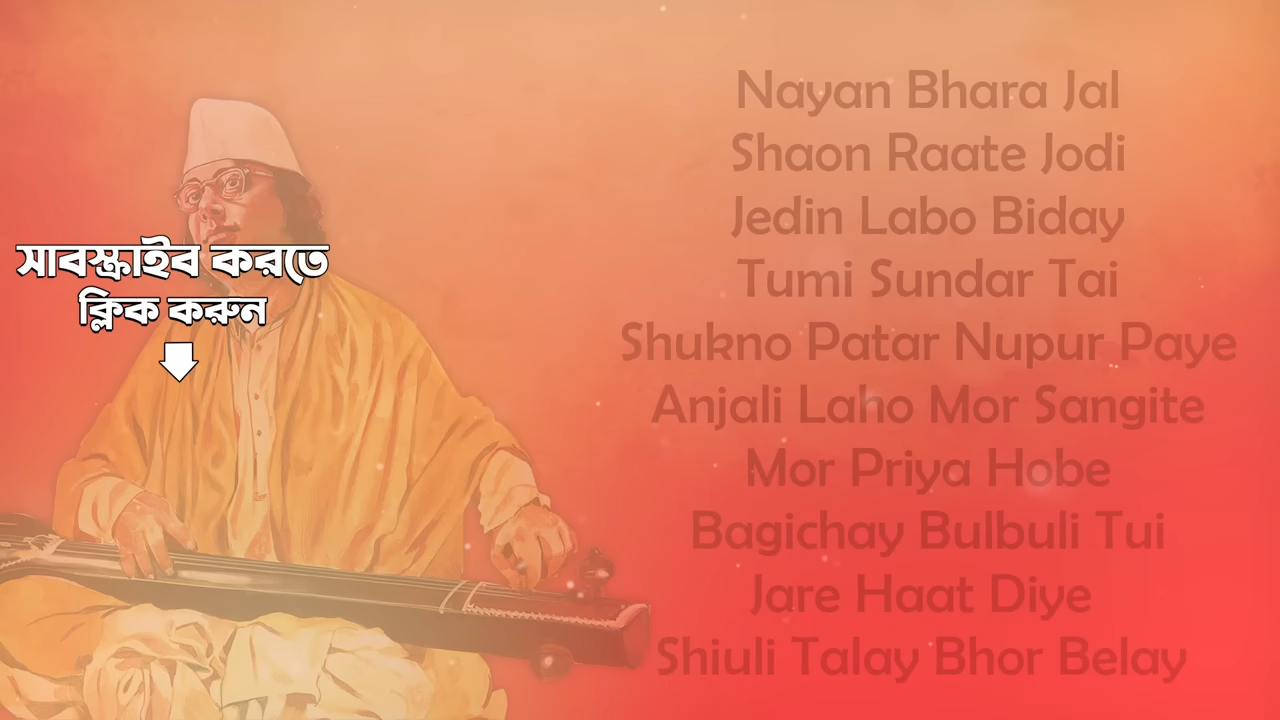 সাবস্ক্রাইব করতে
ক্লিক করুন
Nayan Bhara Jal
Shaon Raate Jodi
Jedin Labo Biday
Tumi Sundar Tai
Shukno Patar Nupur Paye
Anjali Laho Mor Sangite
Mor Priya Hobe
Bagichay Bulbuli Tui
Jare Haat Diye
Shiuli Talay Bhor Belay